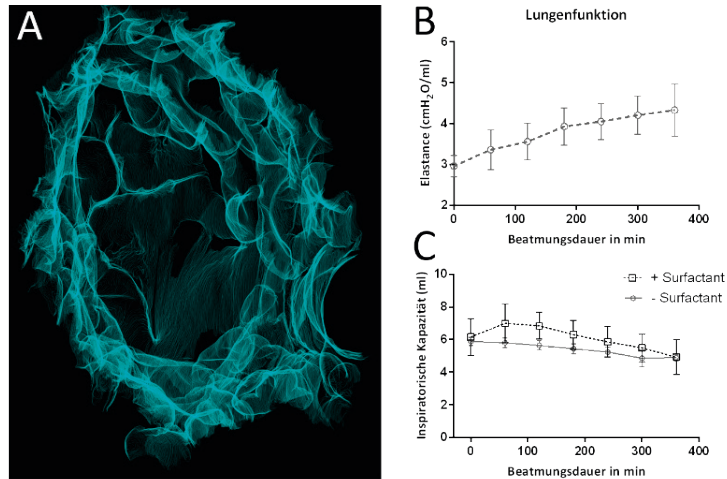 A
B
Lungenfunktion
Elastance (cmH₂O/ml)
6
5
4
3
2
0 100 200 300 400
Beatmungsdauer in min
C
+ Surfactant
- Surfactant
Inspiratorische Kapazität (ml)
10
8
6
4
2
0
0 100 200 300 400
Beatmungsdauer in min